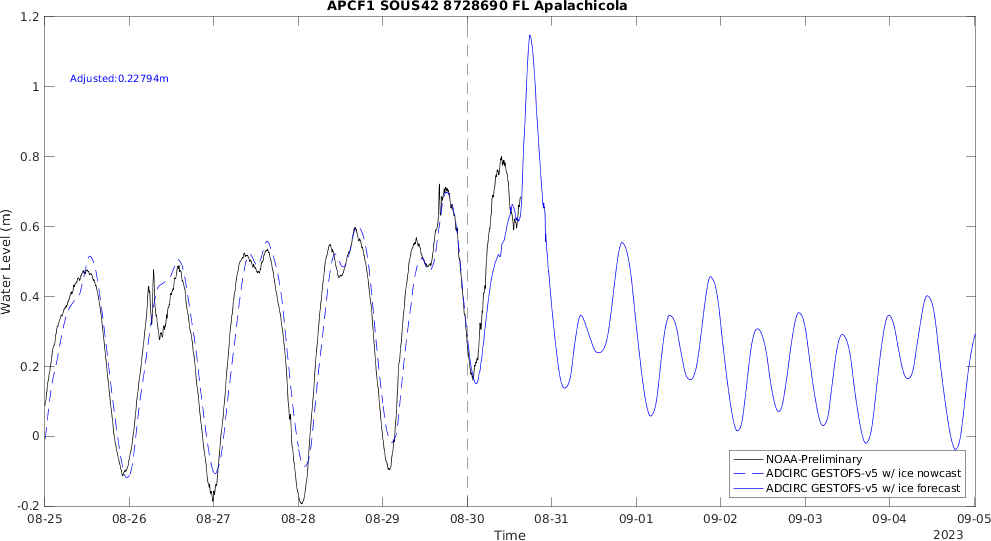 APCF1 SOUS42 8728690 FL Apalachicola
1.2
Adjusted:0.22794m
1
0.8
0.6
0.4
0.2
0
-0.2
Water Level (m)
NOAA-Preliminary
ADCIRC GESTOFS-v5 w/ ice nowcast
ADCIRC GESTOFS-v5 w/ ice forecast
08-25 08-26 08-27 08-28 08-29 08-30 08-31 09-01 09-02 09-03 09-04 09-05
Time
2023